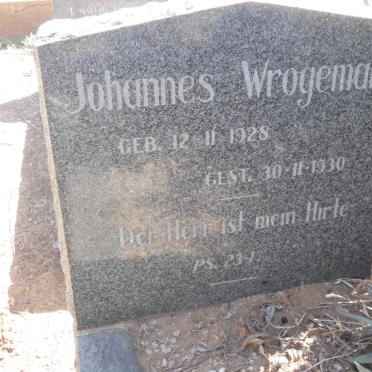 Johannes Wrogema
GEB. 12-11-1928
GEST. 30-11-1930
Der Herr ist mein Hirte
PS. 23-1.